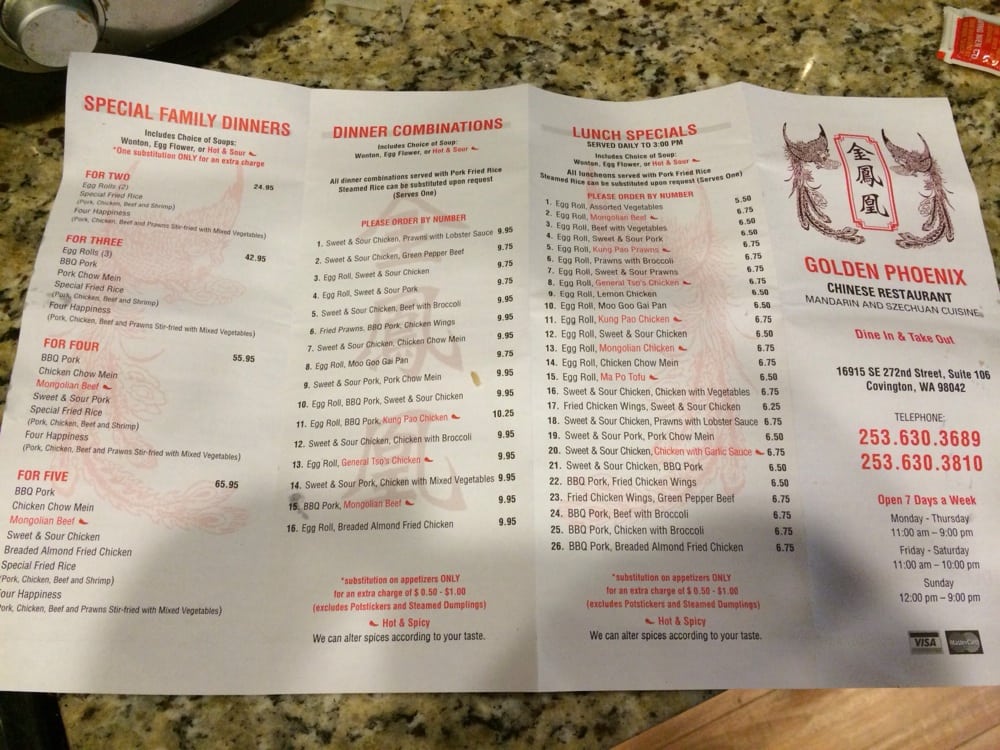 SPECIAL FAMILY DINNERS
Includes Choice of Soups:
Wonton, Egg Flower, or Hot & Sour
*One substitution ONLY for an extra charge
FOR TWO 24.95
Egg Rolls (2)
Special Fried Rice
(Pork, Chicken, Beef and Shrimp)
Four Happiness
(Pork, Chicken, Beef and Prawns Stir-fried with Mixed Vegetables)
FOR THREE 42.95
Egg Rolls (3)
BBQ Pork
Pork Chow Mein
Special Fried Rice
(Pork, Chicken, Beef and Shrimp)
Four Happiness
(Pork, Chicken, Beef and Prawns Stir-fried with Mixed Vegetables)
FOR FOUR 55.95
BBQ Pork
Chicken Chow Mein
Mongolian Beef
Sweet & Sour Pork
Special Fried Rice
(Pork, Chicken, Beef and Shrimp)
Four Happiness
(Pork, Chicken, Beef and Prawns Stir-fried with Mixed Vegetables)
FOR FIVE 65.95
BBQ Pork
Chicken Chow Mein
Mongolian Beef
Sweet & Sour Chicken
Breaded Almond Fried Chicken
Special Fried Rice
(Pork, Chicken, Beef and Shrimp)
Four Happiness
Pork, Chicken, Beef and Prawns Stir-fried with Mixed Vegetables)
DINNER COMBINATIONS
Includes Choice of Soup:
Wonton, Egg Flower, or Hot & Sour
All dinner combinations served with Pork Fried Rice
Steamed Rice can be substituted upon request
(Serves One)
PLEASE ORDER BY NUMBER
1. Sweet & Sour Chicken, Prawns with Lobster Sauce 9.95
2. Sweet & Sour Chicken, Green Pepper Beef 9.75
3. Egg Roll, Sweet & Sour Chicken 9.75
4. Egg Roll, Sweet & Sour Pork 9.75
5. Sweet & Sour Chicken, Beef with Broccoli 9.95
6. Fried Prawns, BBQ Pork, Chicken Wings 9.95
7. Sweet & Sour Chicken, Chicken Chow Mein 9.95
8. Egg Roll, Moo Goo Gai Pan 9.75
9. Sweet & Sour Pork, Pork Chow Mein 9.95
10. Egg Roll, BBQ Pork, Sweet & Sour Chicken 9.95
11. Egg Roll, BBQ Pork, Kung Pao Chicken 10.25
12. Sweet & Sour Chicken, Chicken with Broccoli 9.95
13. Egg Roll, General Tso's Chicken 9.95
14. Sweet & Sour Pork, Chicken with Mixed Vegetables 9.95
15. BBQ Pork, Mongolian Beef 9.95
16. Egg Roll, Breaded Almond Fried Chicken 9.95
*substitution on appetizers ONLY
for an extra charge of $ 0.50 - $1.00
(excludes Potstickers and Steamed Dumplings)
Hot & Spicy
We can alter spices according to your taste.
LUNCH SPECIALS
SERVED DAILY TO 3:00 PM
Includes Choice of Soup:
Wonton, Egg Flower, or Hot & Sour
All luncheons served with Pork Fried Rice
Steamed Rice can be substituted upon request (Serves One)
PLEASE ORDER BY NUMBER
1. Egg Roll, Assorted Vegetables 5.50
2. Egg Roll, Mongolian Beef 6.75
3. Egg Roll, Beef with Vegetables 6.50
4. Egg Roll, Sweet & Sour Pork 6.50
5. Egg Roll, Kung Pao Prawns 6.75
6. Egg Roll, Prawns with Broccoli 6.75
7. Egg Roll, Sweet & Sour Prawns 6.75
8. Egg Roll, General Tso's Chicken 6.75
9. Egg Roll, Lemon Chicken 6.50
10. Egg Roll, Moo Goo Gai Pan 6.50
11. Egg Roll, Kung Pao Chicken 6.75
12. Egg Roll, Sweet & Sour Chicken 6.50
13. Egg Roll, Mongolian Chicken 6.75
14. Egg Roll, Chicken Chow Mein 6.75
15. Egg Roll, Ma Po Tofu 6.50
16. Sweet & Sour Chicken, Chicken with Vegetables 6.75
17. Fried Chicken Wings, Sweet & Sour Chicken 6.25
18. Sweet & Sour Chicken, Prawns with Lobster Sauce 6.75
19. Sweet & Sour Pork, Pork Chow Mein 6.50
20. Sweet & Sour Chicken, Chicken with Garlic Sauce 6.75
21. Sweet & Sour Chicken, BBQ Pork 6.50
22. BBQ Pork, Fried Chicken Wings 6.50
23. Fried Chicken Wings, Green Pepper Beef 6.75
24. BBQ Pork, Beef with Broccoli 6.75
25. BBQ Pork, Chicken with Broccoli 6.75
26. BBQ Pork, Breaded Almond Fried Chicken 6.75
*substitution on appetizers ONLY
for an extra charge of $ 0.50 - $1.00
(excludes Potstickers and Steamed Dumplings)
Hot & Spicy
We can alter spices according to your taste.
金鳳凰
GOLDEN PHOENIX
CHINESE RESTAURANT
MANDARIN AND SZECHUAN CUISINE
Dine In & Take Out
16915 SE 272nd Street, Suite 106
Covington, WA 98042
TELEPHONE:
253.630.3689
253.630.3810
Open 7 Days a Week
Monday - Thursday
11:00 am – 9:00 pm
Friday - Saturday
11:00 am – 10:00 pm
Sunday
12:00 pm – 9:00 pm
VISA MasterCard